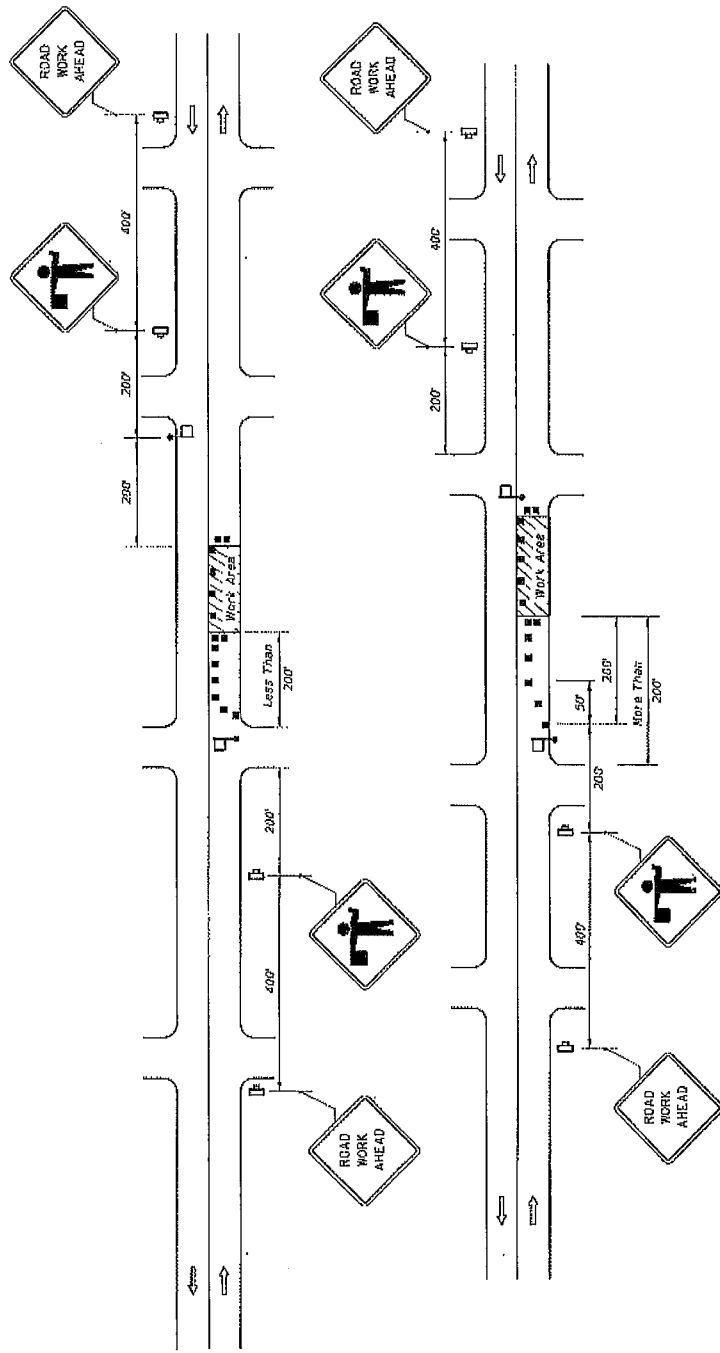 ROAD
WORK
AHEAD
400'
200'
200'
Work Area
Less Than
200'
200'
400'
ROAD
WORK
AHEAD
ROAD
WORK
AHEAD
400'
200'
Work Area
200'
50'
More Than
200'
200'
400'
ROAD
WORK
AHEAD